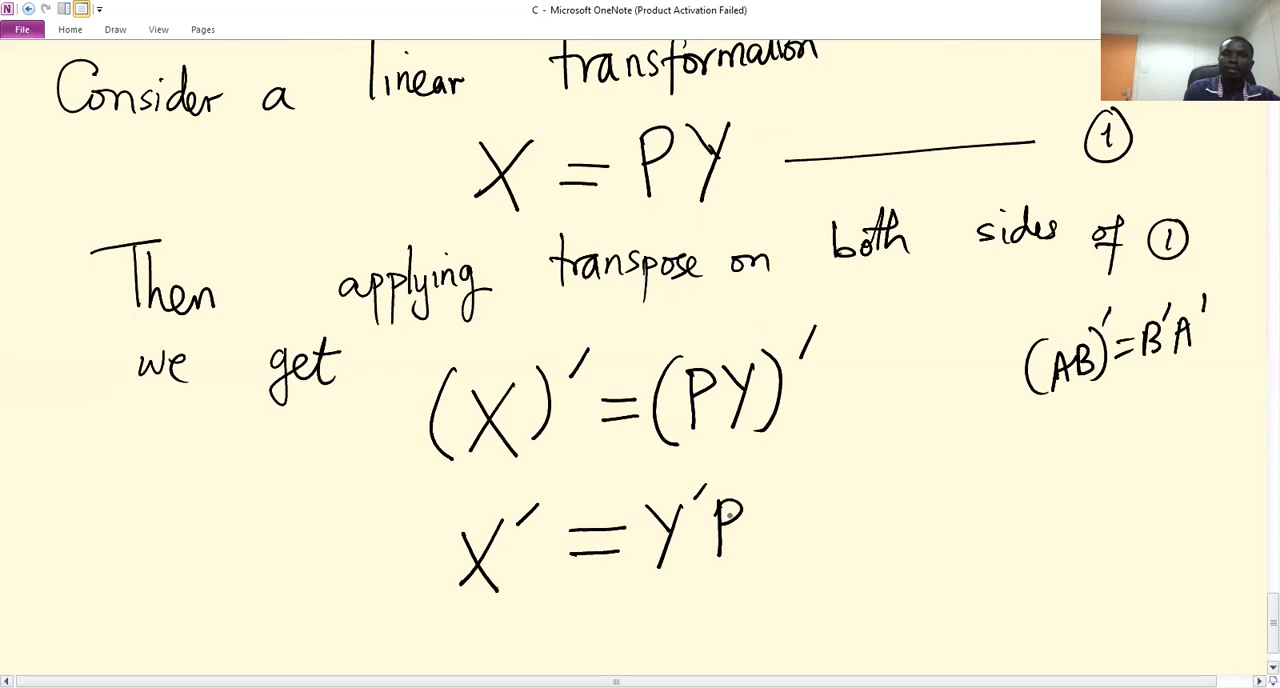 C - Microsoft OneNote (Product Activation Failed)
File Home Draw View Pages
Consider a linear transformation
X = PY ——— ①
Then applying transpose on both sides of ①
we get
(AB)′=B′A′
(X)′ = (PY)′
X′ = Y′P